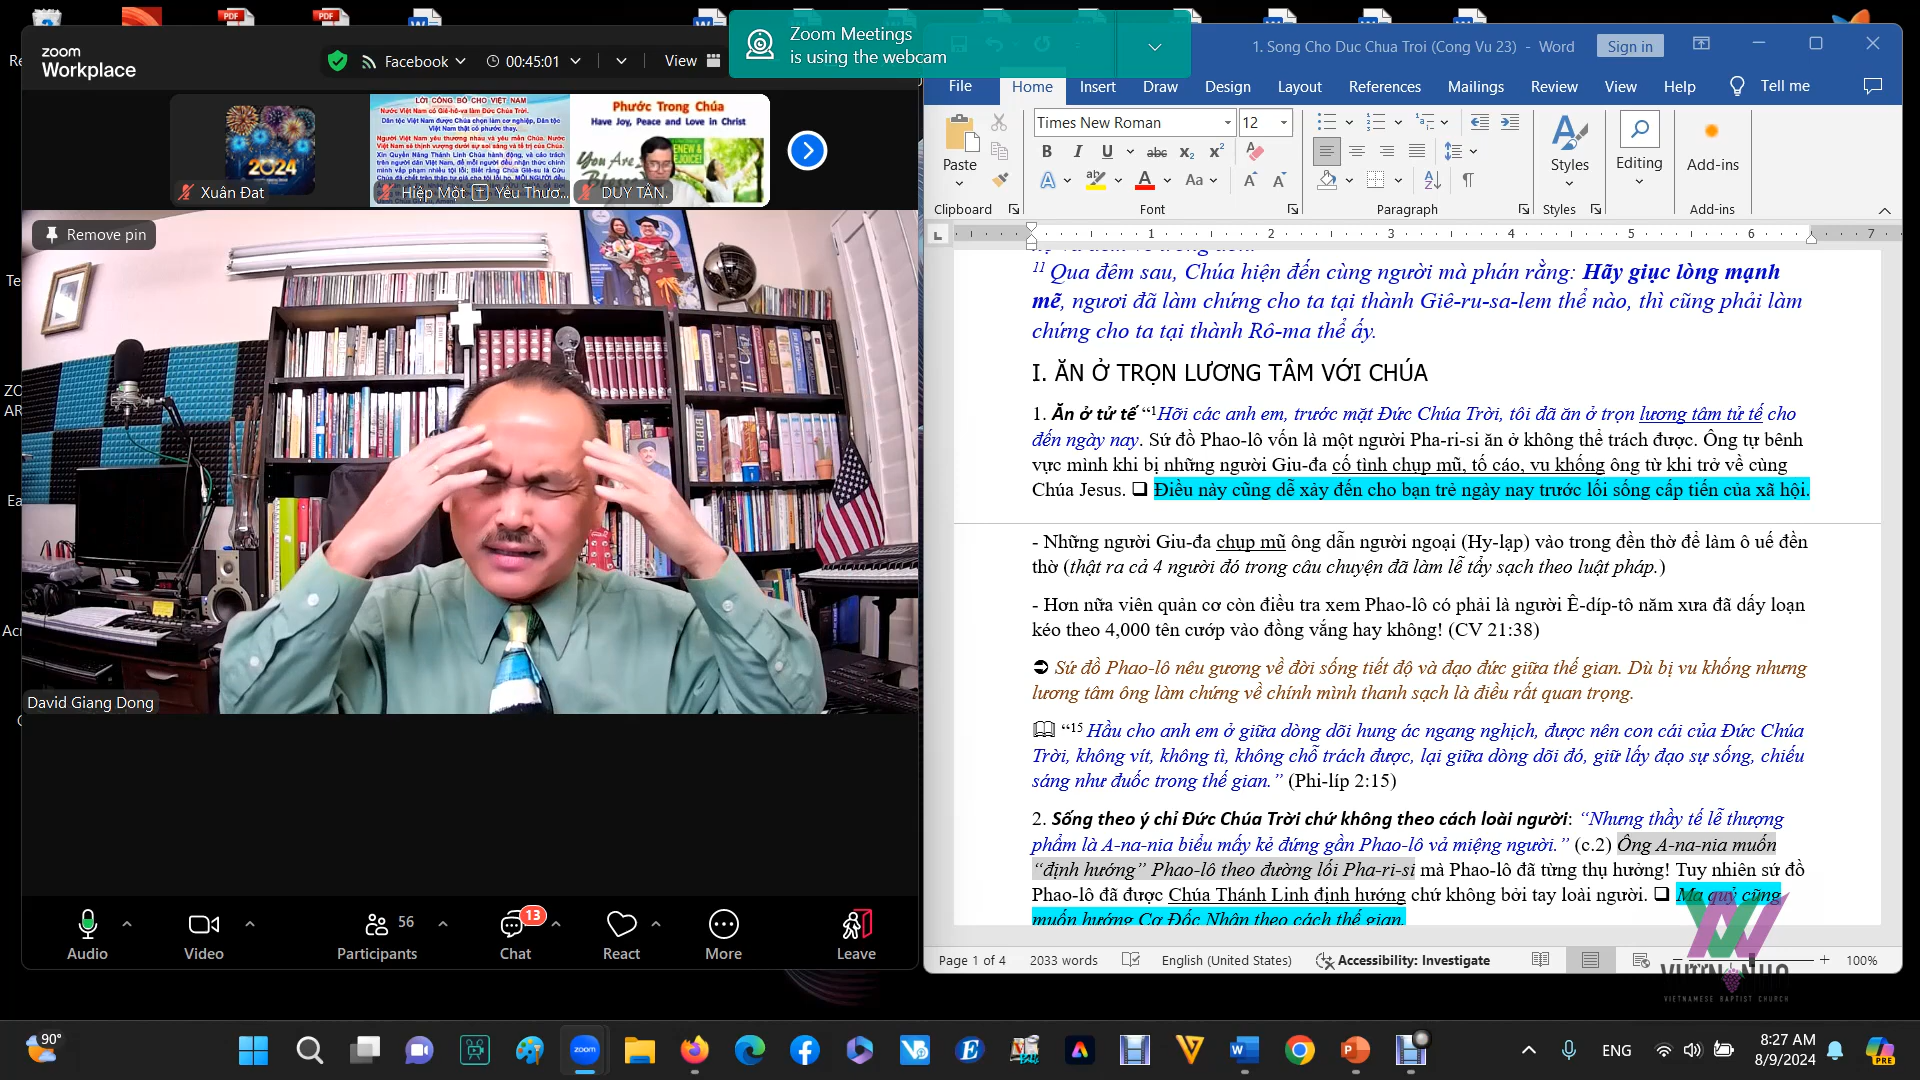 zoom
Workplace
Facebook
00:45:01
View
Zoom Meetings
is using the webcam
1. Song Cho Duc Chua Troi (Cong Vu 23) - Word
Sign in
File Home Insert Draw Design Layout References Mailings Review View Help Tell me
Times New Roman
12
Paste
Styles
Editing
Add-ins
Clipboard
Font
Paragraph
Styles
Add-ins
2024
Xuân Đạt
LỜI CÔNG BỐ CHO VIỆT NAM
Hiệp Một
Yêu Thươ...
Phước Trong Chúa
Have Joy, Peace and Love in Christ
DUY TÂN.
Remove pin
David Giang Dong
1 2 3 4 5 6 7
11 Qua đêm sau, Chúa hiện đến cùng người mà phán rằng: Hãy giục lòng mạnh
mẽ, ngươi đã làm chứng cho ta tại thành Giê-ru-sa-lem thể nào, thì cũng phải làm
chứng cho ta tại thành Rô-ma thể ấy.
I. ĂN Ở TRỌN LƯƠNG TÂM VỚI CHÚA
1. Ăn ở tử tế “1Hỡi các anh em, trước mặt Đức Chúa Trời, tôi đã ăn ở trọn lương tâm tử tế cho
đến ngày nay. Sứ đồ Phao-lô vốn là một người Pha-ri-si ăn ở không thể trách được. Ông tự bênh
vực mình khi bị những người Giu-đa cố tình chụp mũ, tố cáo, vu khống ông từ khi trở về cùng
Chúa Jesus. ❑ Điều này cũng dễ xảy đến cho bạn trẻ ngày nay trước lối sống cấp tiến của xã hội.
- Những người Giu-đa chụp mũ ông dẫn người ngoại (Hy-lạp) vào trong đền thờ để làm ô uế đền
thờ (thật ra cả 4 người đó trong câu chuyện đã làm lễ tẩy sạch theo luật pháp.)
- Hơn nữa viên quản cơ còn điều tra xem Phao-lô có phải là người Ê-díp-tô năm xưa đã dấy loạn
kéo theo 4,000 tên cướp vào đồng vắng hay không! (CV 21:38)
➲ Sứ đồ Phao-lô nêu gương về đời sống tiết độ và đạo đức giữa thế gian. Dù bị vu khống nhưng
lương tâm ông làm chứng về chính mình thanh sạch là điều rất quan trọng.
“15 Hầu cho anh em ở giữa dòng dõi hung ác ngang nghịch, được nên con cái của Đức Chúa
Trời, không vít, không tì, không chỗ trách được, lại giữa dòng dõi đó, giữ lấy đạo sự sống, chiếu
sáng như đuốc trong thế gian.” (Phi-líp 2:15)
2. Sống theo ý chỉ Đức Chúa Trời chứ không theo cách loài người: “Nhưng thầy tế lễ thượng
phẩm là A-na-nia biểu mấy kẻ đứng gần Phao-lô vả miệng người.” (c.2) Ông A-na-nia muốn
“định hướng” Phao-lô theo đường lối Pha-ri-si mà Phao-lô đã từng thụ hưởng! Tuy nhiên sứ đồ
Phao-lô đã được Chúa Thánh Linh định hướng chứ không bởi tay loài người. ❑ Ma quỷ cũng
muốn hướng Cơ Đốc Nhân theo cách thế gian.
Audio
Video
56
Participants
13
Chat
React
More
Leave
Page 1 of 4 2033 words English (United States) Accessibility: Investigate 100%
VIETNAMESE BAPTIST CHURCH
90°
ENG
8:27 AM
8/9/2024